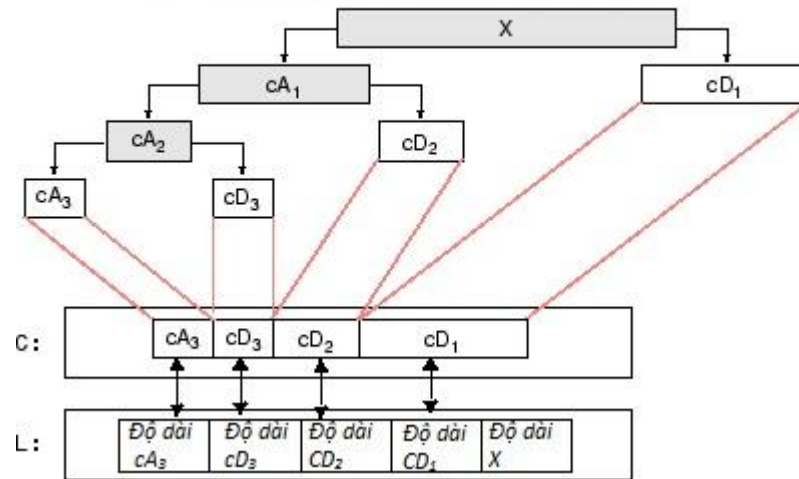 X
cA₁ cD₁
cA₂ cD₂
cA₃ cD₃
C: cA₃ cD₃ cD₂ cD₁
L: Độ dài Độ dài Độ dài Độ dài Độ dài
cA₃ cD₃ CD₂ CD₁ X